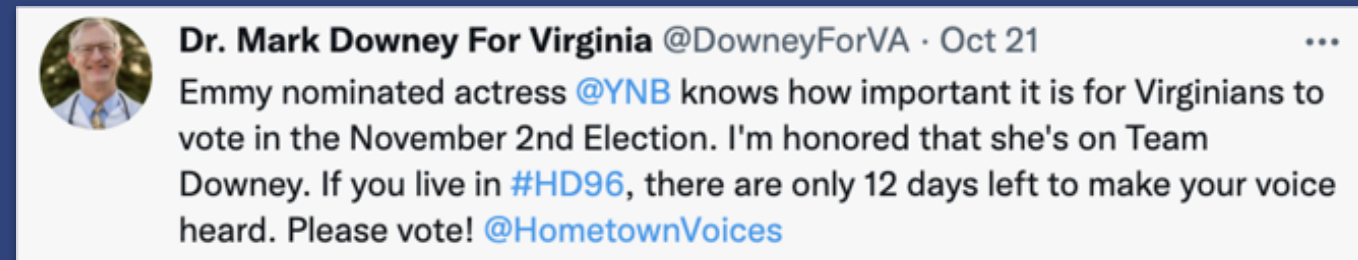 Dr. Mark Downey For Virginia @DowneyForVA · Oct 21
Emmy nominated actress @YNB knows how important it is for Virginians to
vote in the November 2nd Election. I'm honored that she's on Team
Downey. If you live in #HD96, there are only 12 days left to make your voice
heard. Please vote! @HometownVoices